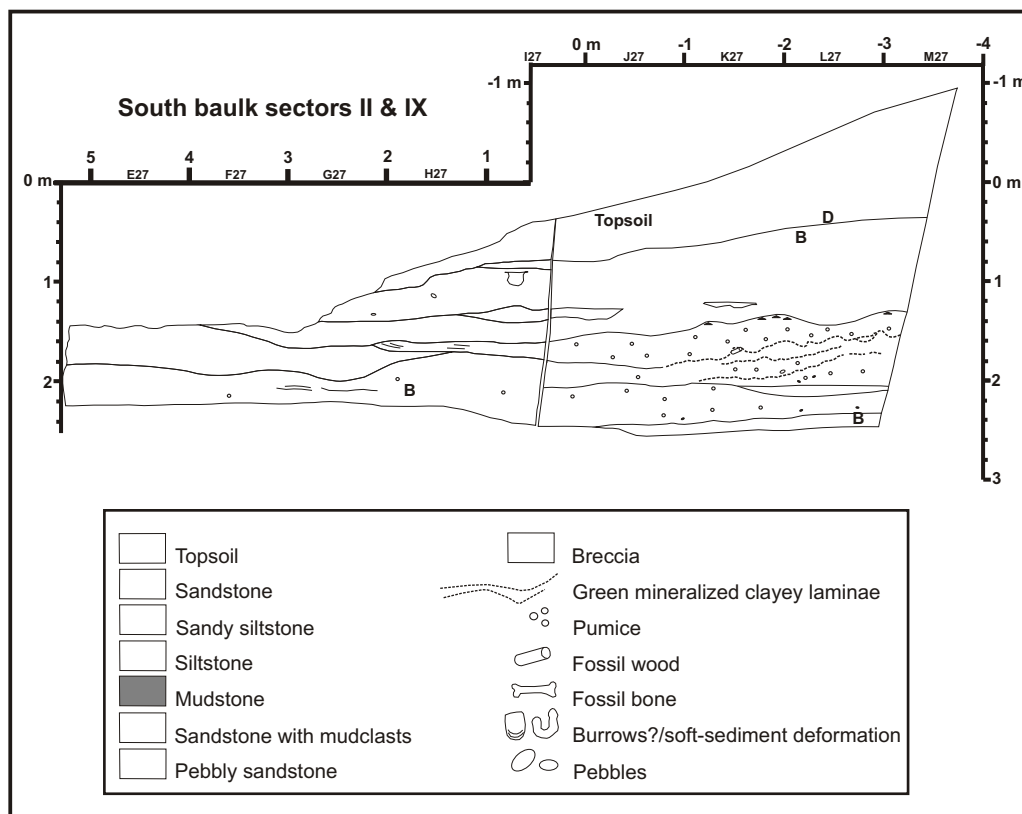 0 m -1 -2 -3 -4
I27 J27 K27 L27 M27
-1 m -1 m
South baulk sectors II & IX
5 4 3 2 1
0 m E27 F27 G27 H27 0 m
Topsoil D
B
1 1
2 B 2
B
3
Topsoil
Sandstone
Sandy siltstone
Siltstone
Mudstone
Sandstone with mudclasts
Pebbly sandstone
Breccia
Green mineralized clayey laminae
Pumice
Fossil wood
Fossil bone
Burrows?/soft-sediment deformation
Pebbles